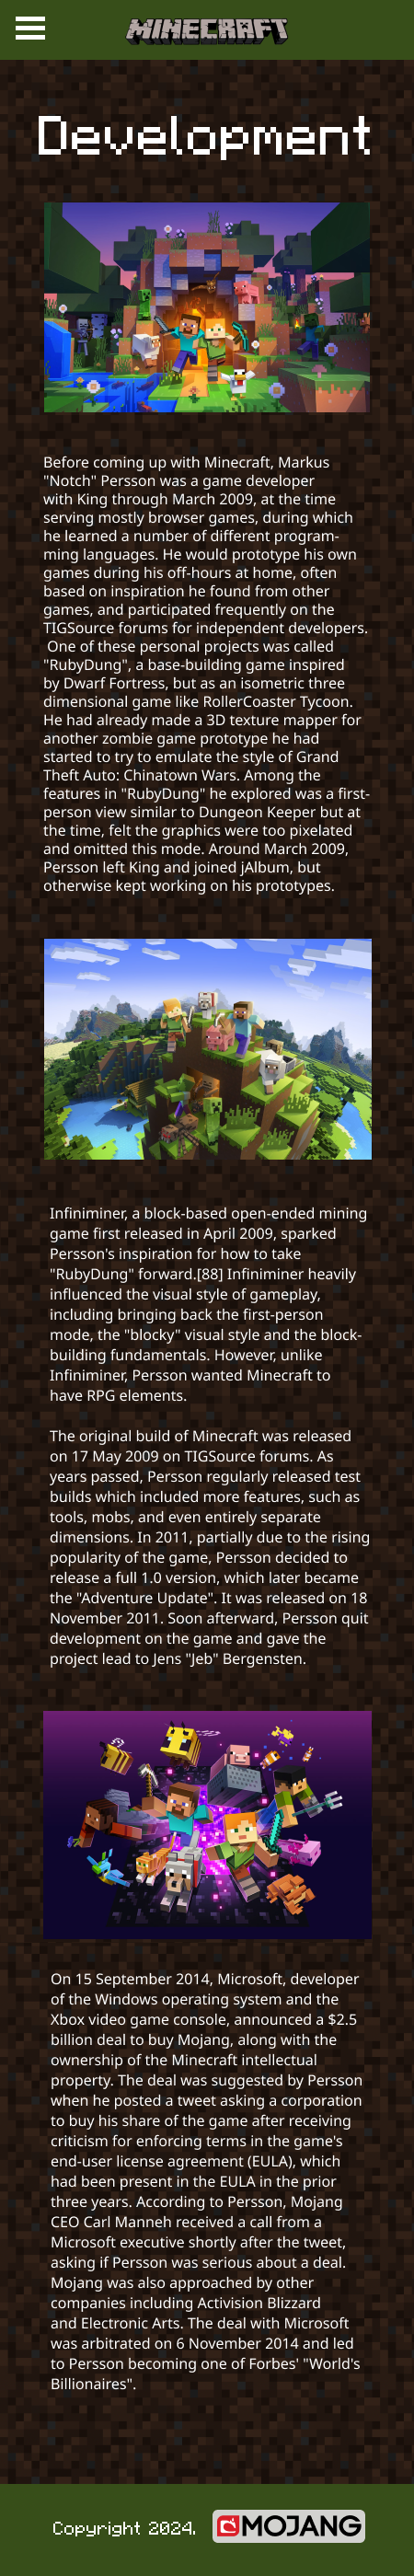 MINECRAFT
Development
Before coming up with Minecraft, Markus
"Notch" Persson was a game developer
with King through March 2009, at the time
serving mostly browser games, during which
he learned a number of different program-
ming languages. He would prototype his own
games during his off-hours at home, often
based on inspiration he found from other
games, and participated frequently on the
TIGSource forums for independent developers.
One of these personal projects was called
"RubyDung", a base-building game inspired
by Dwarf Fortress, but as an isometric three
dimensional game like RollerCoaster Tycoon.
He had already made a 3D texture mapper for
another zombie game prototype he had
started to try to emulate the style of Grand
Theft Auto: Chinatown Wars. Among the
features in "RubyDung" he explored was a first-
person view similar to Dungeon Keeper but at
the time, felt the graphics were too pixelated
and omitted this mode. Around March 2009,
Persson left King and joined jAlbum, but
otherwise kept working on his prototypes.
Infiniminer, a block-based open-ended mining
game first released in April 2009, sparked
Persson's inspiration for how to take
"RubyDung" forward.[88] Infiniminer heavily
influenced the visual style of gameplay,
including bringing back the first-person
mode, the "blocky" visual style and the block-
building fundamentals. However, unlike
Infiniminer, Persson wanted Minecraft to
have RPG elements.
The original build of Minecraft was released
on 17 May 2009 on TIGSource forums. As
years passed, Persson regularly released test
builds which included more features, such as
tools, mobs, and even entirely separate
dimensions. In 2011, partially due to the rising
popularity of the game, Persson decided to
release a full 1.0 version, which later became
the "Adventure Update". It was released on 18
November 2011. Soon afterward, Persson quit
development on the game and gave the
project lead to Jens "Jeb" Bergensten.
On 15 September 2014, Microsoft, developer
of the Windows operating system and the
Xbox video game console, announced a $2.5
billion deal to buy Mojang, along with the
ownership of the Minecraft intellectual
property. The deal was suggested by Persson
when he posted a tweet asking a corporation
to buy his share of the game after receiving
criticism for enforcing terms in the game's
end-user license agreement (EULA), which
had been present in the EULA in the prior
three years. According to Persson, Mojang
CEO Carl Manneh received a call from a
Microsoft executive shortly after the tweet,
asking if Persson was serious about a deal.
Mojang was also approached by other
companies including Activision Blizzard
and Electronic Arts. The deal with Microsoft
was arbitrated on 6 November 2014 and led
to Persson becoming one of Forbes' "World's
Billionaires".
Copyright 2024. MOJANG